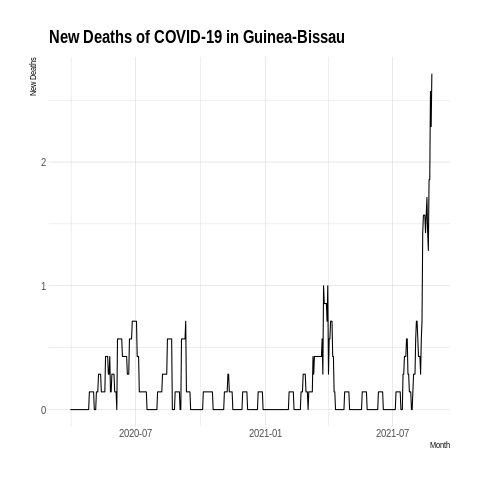 New Deaths of COVID-19 in Guinea-Bissau
New Deaths
2
1
0
2020-07
2021-01
2021-07
Month